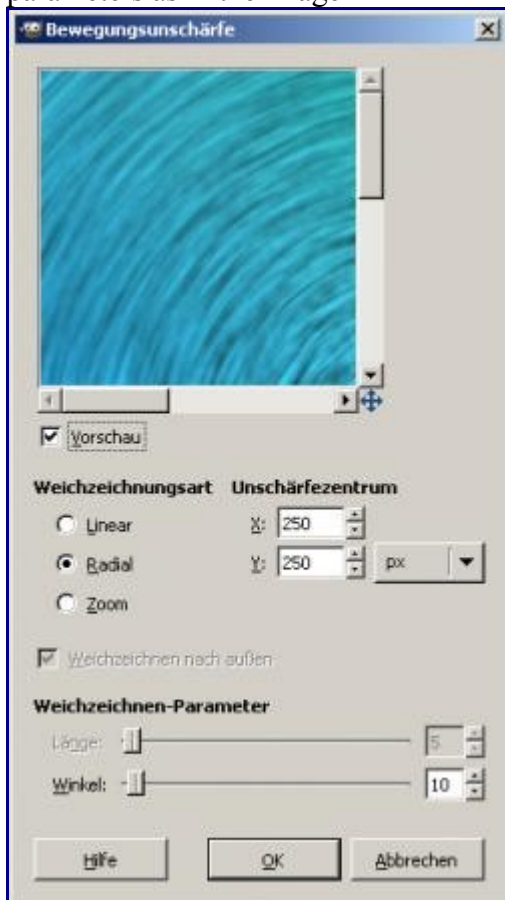 Bewegungsunschärfe
Vorschau
Weichzeichnungsart Unschärfezentrum
Linear X: 250
Radial Y: 250 px
Zoom
Weichzeichnen nach außen
Weichzeichnen-Parameter
Länge: 5
Winkel: 10
Hilfe OK Abbrechen